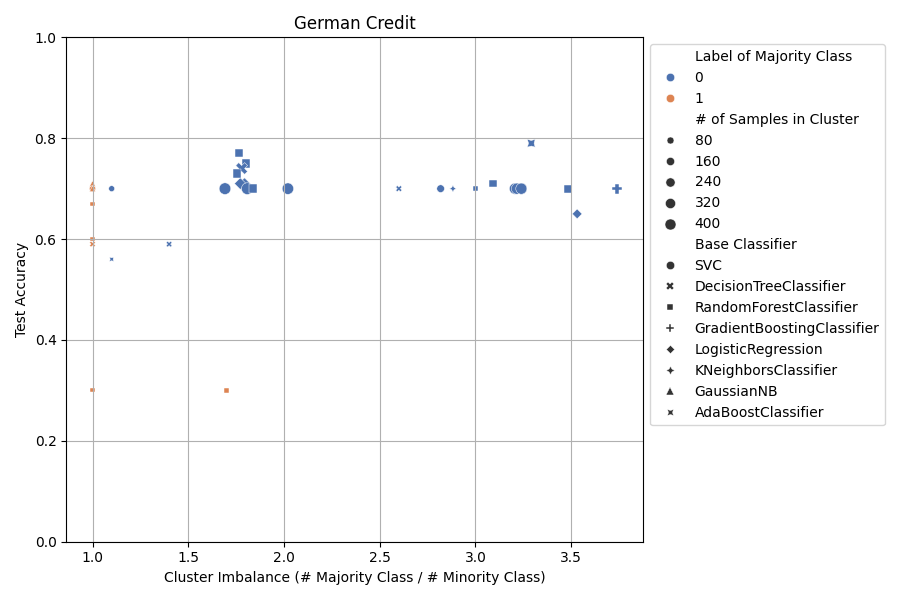 German Credit
1.0
0.8
0.6
0.4
0.2
0.0
Test Accuracy
1.0 1.5 2.0 2.5 3.0 3.5
Cluster Imbalance (# Majority Class / # Minority Class)
Label of Majority Class
0
1
# of Samples in Cluster
80
160
240
320
400
Base Classifier
SVC
DecisionTreeClassifier
RandomForestClassifier
GradientBoostingClassifier
LogisticRegression
KNeighborsClassifier
GaussianNB
AdaBoostClassifier